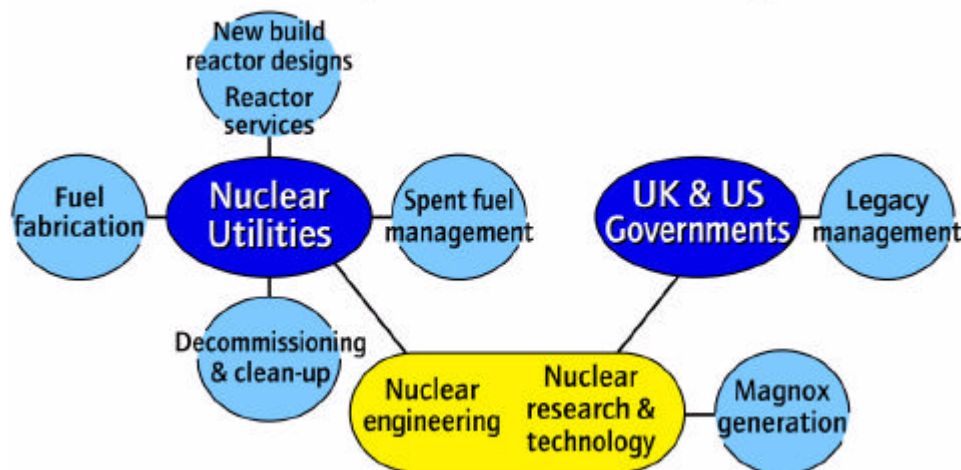 New build
reactor designs
Reactor
services
Fuel
fabrication
Nuclear
Utilities
Spent fuel
management
UK & US
Governments
Legacy
management
Decommissioning
& clean-up
Nuclear
engineering
Nuclear
research &
technology
Magnox
generation